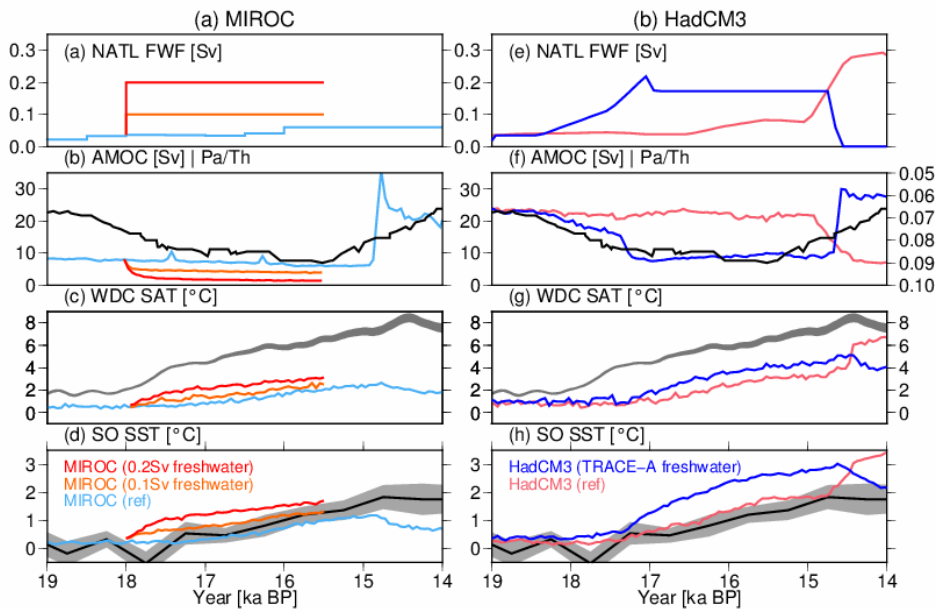 (a) MIROC
(b) HadCM3
(a) NATL FWF [Sv]
0.3
0.2
0.1
0.0
(e) NATL FWF [Sv]
0.3
0.2
0.1
0.0
(b) AMOC [Sv] | Pa/Th
30
20
10
0
(f) AMOC [Sv] | Pa/Th
0.05
0.06
0.07
0.08
0.09
0.10
(c) WDC SAT [°C]
8
6
4
2
0
(g) WDC SAT [°C]
8
6
4
2
0
(d) SO SST [°C]
3
2
1
0
MIROC (0.2Sv freshwater)
MIROC (0.1Sv freshwater)
MIROC (ref)
(h) SO SST [°C]
HadCM3 (TRACE−A freshwater)
HadCM3 (ref)
3
2
1
0
19 18 17 16 15 14
Year [ka BP]
19 18 17 16 15 14
Year [ka BP]